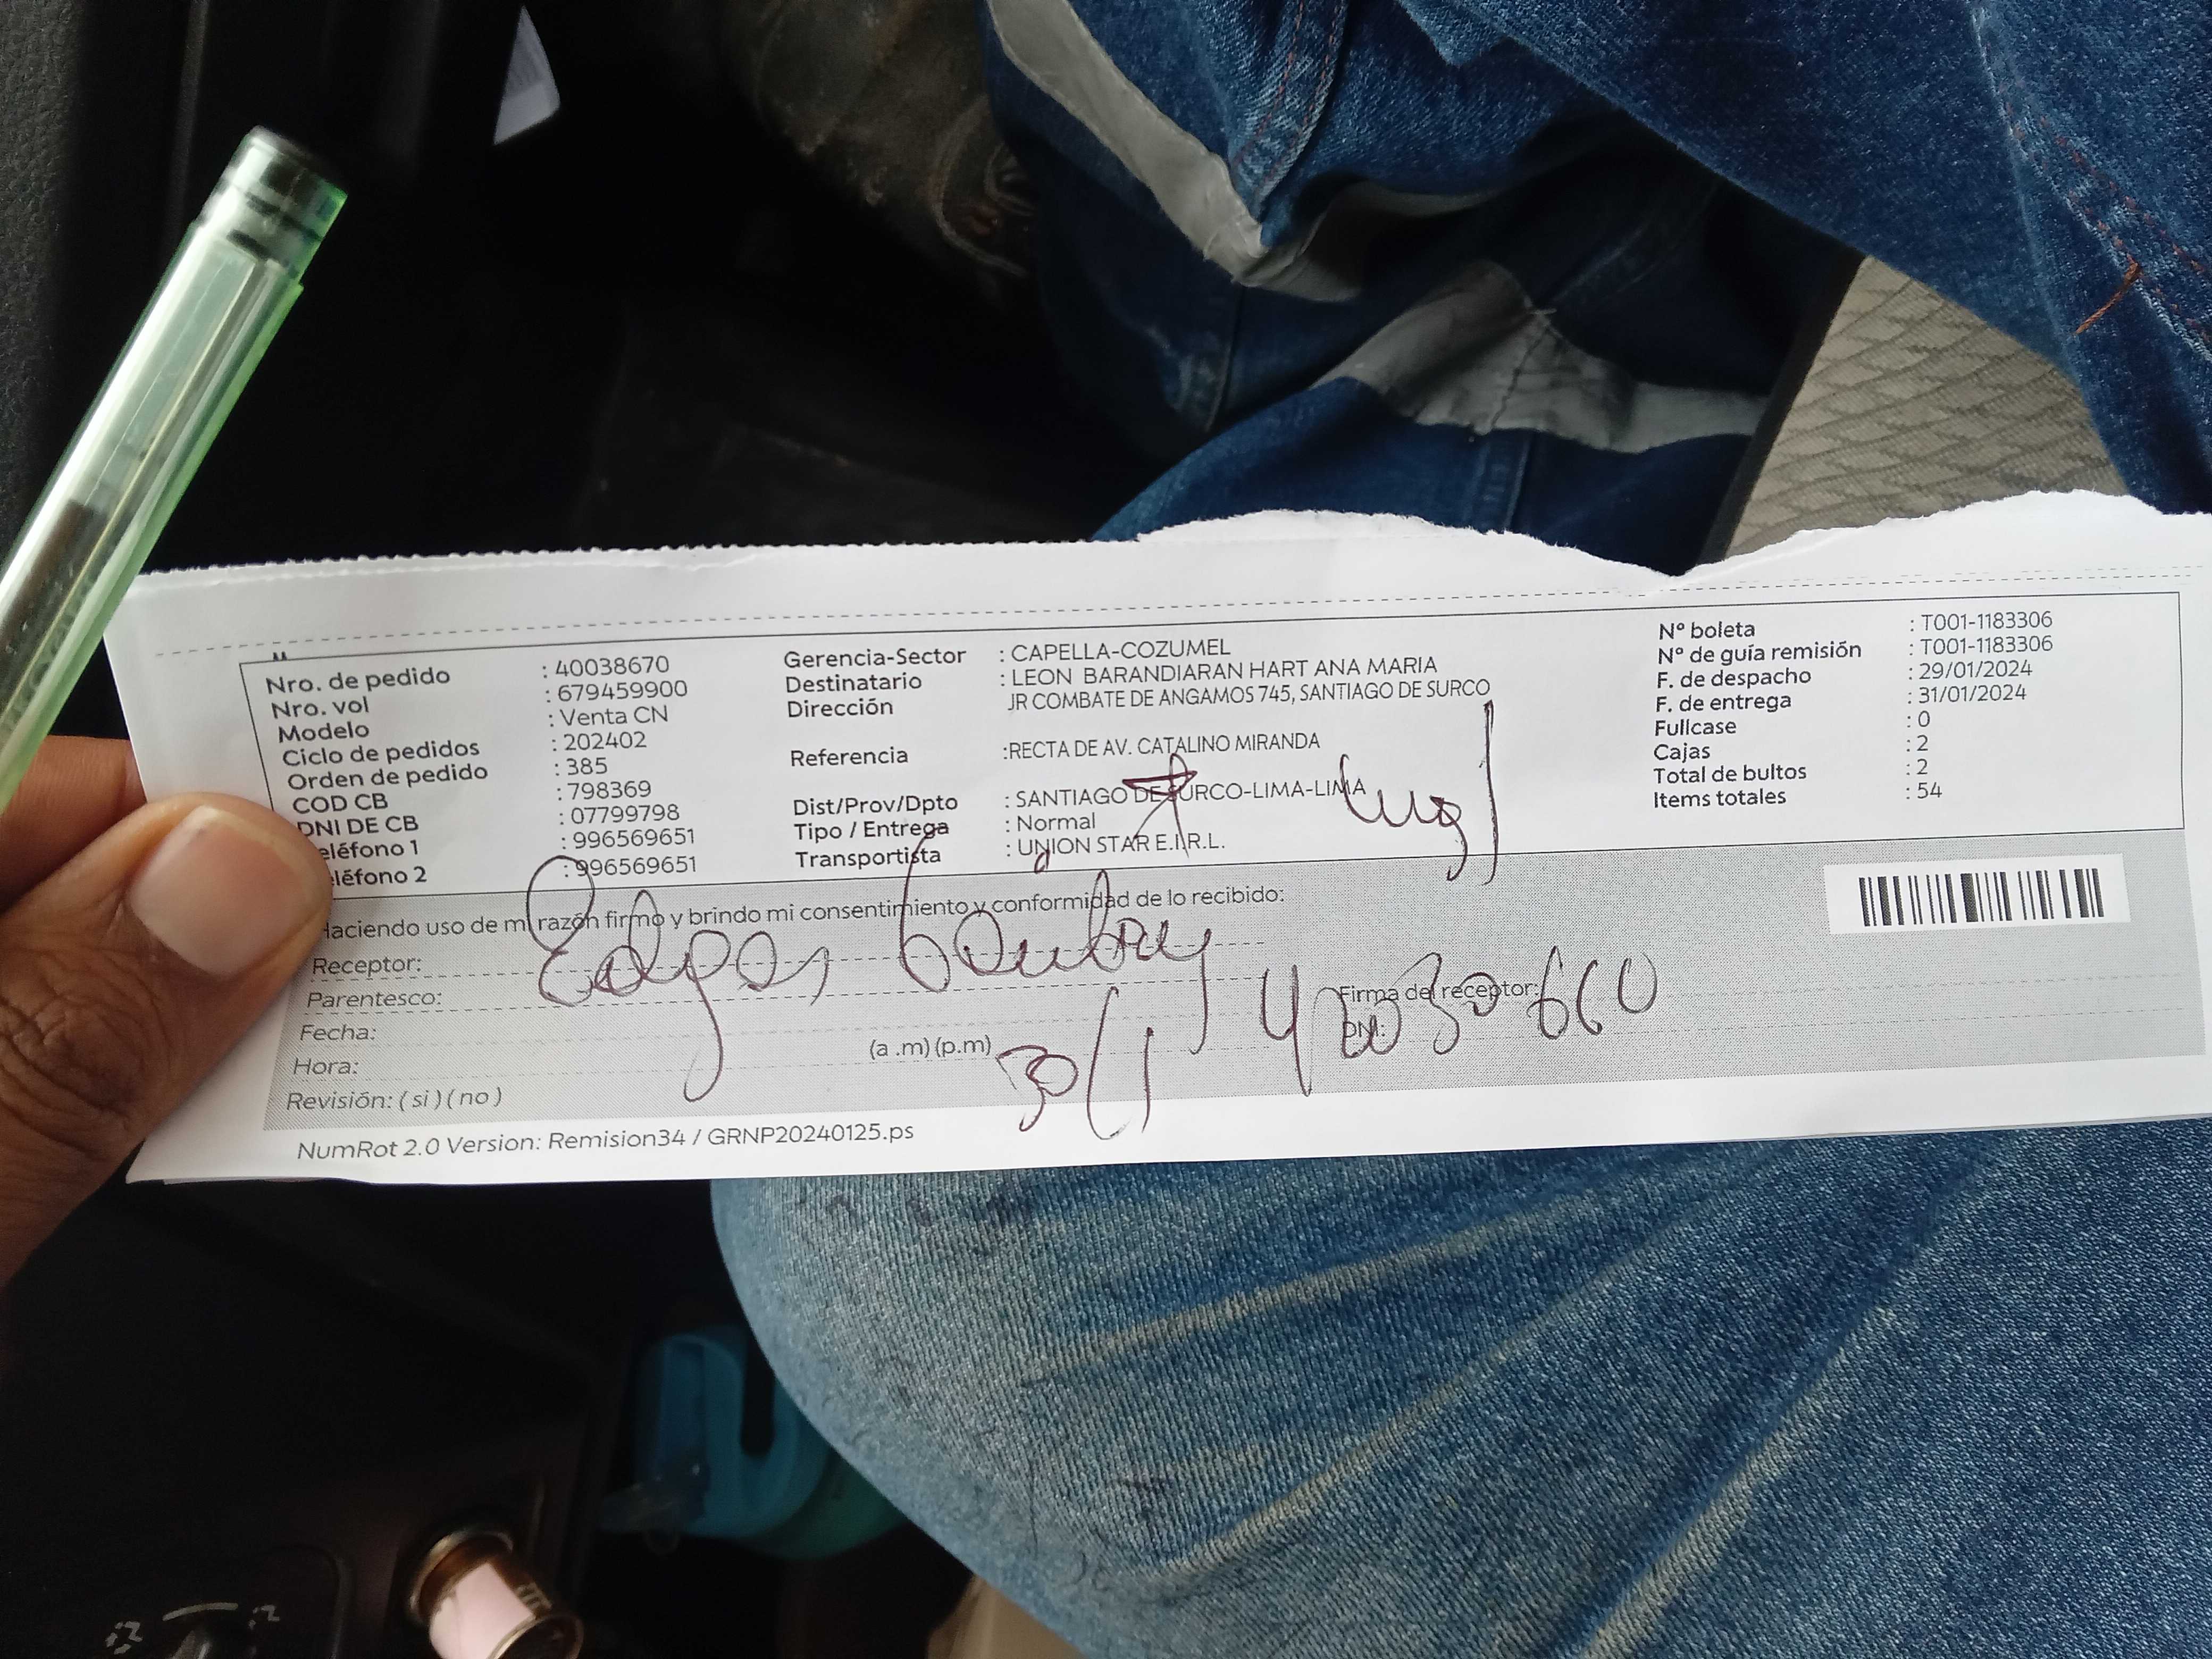 Nro. de pedido : 40038670
Nro. vol : 679459900
Modelo : Venta CN
Ciclo de pedidos : 202402
Orden de pedido : 385
COD CB : 798369
DNI DE CB : 07799798
eléfono 1 : 996569651
léfono 2 : 996569651
Gerencia-Sector : CAPELLA-COZUMEL
Destinatario : LEON BARANDIARAN HART ANA MARIA
Dirección JR COMBATE DE ANGAMOS 745, SANTIAGO DE SURCO
Referencia :RECTA DE AV. CATALINO MIRANDA
Dist/Prov/Dpto : SANTIAGO DE SURCO-LIMA-LIMA
Tipo / Entrega : Normal
Transportista : UNION STAR E.I.R.L.
N° boleta : T001-1183306
N° de guía remisión : T001-1183306
F. de despacho : 29/01/2024
F. de entrega : 31/01/2024
Fullcase : 0
Cajas : 2
Total de bultos : 2
Items totales : 54
Haciendo uso de mi razón firmo y brindo mi consentimiento y conformidad de lo recibido:
Receptor: Edgar
Parentesco:
Fecha:
Hora: (a .m) (p.m) 30/1
Revisión: ( si ) ( no )
Firma del receptor:
DNI:
NumRot 2.0 Version: Remision34 / GRNP20240125.ps